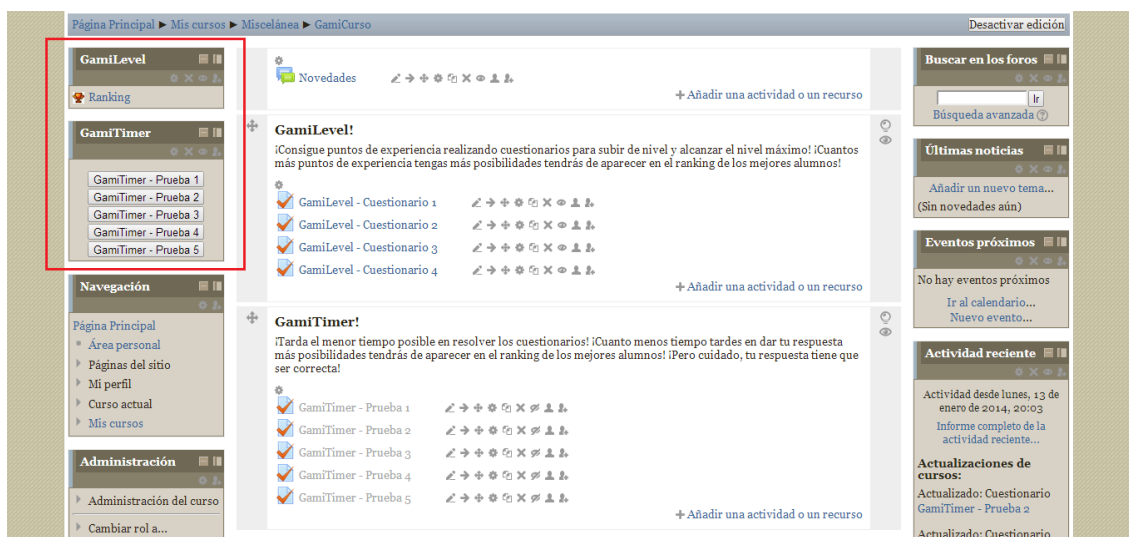 Página Principal ► Mis cursos ► Miscelánea ► GamiCurso
Desactivar edición
GamiLevel
Ranking
GamiTimer
GamiTimer - Prueba 1
GamiTimer - Prueba 2
GamiTimer - Prueba 3
GamiTimer - Prueba 4
GamiTimer - Prueba 5
Navegación
Página Principal
Área personal
Páginas del sitio
Mi perfil
Curso actual
Mis cursos
Administración
Administración del curso
Cambiar rol a...
Novedades
Añadir una actividad o un recurso
GamiLevel!
¡Consigue puntos de experiencia realizando cuestionarios para subir de nivel y alcanzar el nivel máximo! ¡Cuantos
más puntos de experiencia tengas más posibilidades tendrás de aparecer en el ranking de los mejores alumnos!
GamiLevel - Cuestionario 1
GamiLevel - Cuestionario 2
GamiLevel - Cuestionario 3
GamiLevel - Cuestionario 4
Añadir una actividad o un recurso
GamiTimer!
¡Tarda el menor tiempo posible en resolver los cuestionarios! ¡Cuanto menos tiempo tardes en dar tu respuesta
más posibilidades tendrás de aparecer en el ranking de los mejores alumnos! ¡Pero cuidado, tu respuesta tiene que
ser correcta!
GamiTimer - Prueba 1
GamiTimer - Prueba 2
GamiTimer - Prueba 3
GamiTimer - Prueba 4
GamiTimer - Prueba 5
Añadir una actividad o un recurso
Buscar en los foros
Ir
Búsqueda avanzada
Últimas noticias
Añadir un nuevo tema...
(Sin novedades aún)
Eventos próximos
No hay eventos próximos
Ir al calendario...
Nuevo evento...
Actividad reciente
Actividad desde lunes, 13 de
enero de 2014, 20:03
Informe completo de la
actividad reciente...
Actualizaciones de
cursos:
Actualizado: Cuestionario
GamiTimer - Prueba 2
Actualizado: Cuestionario